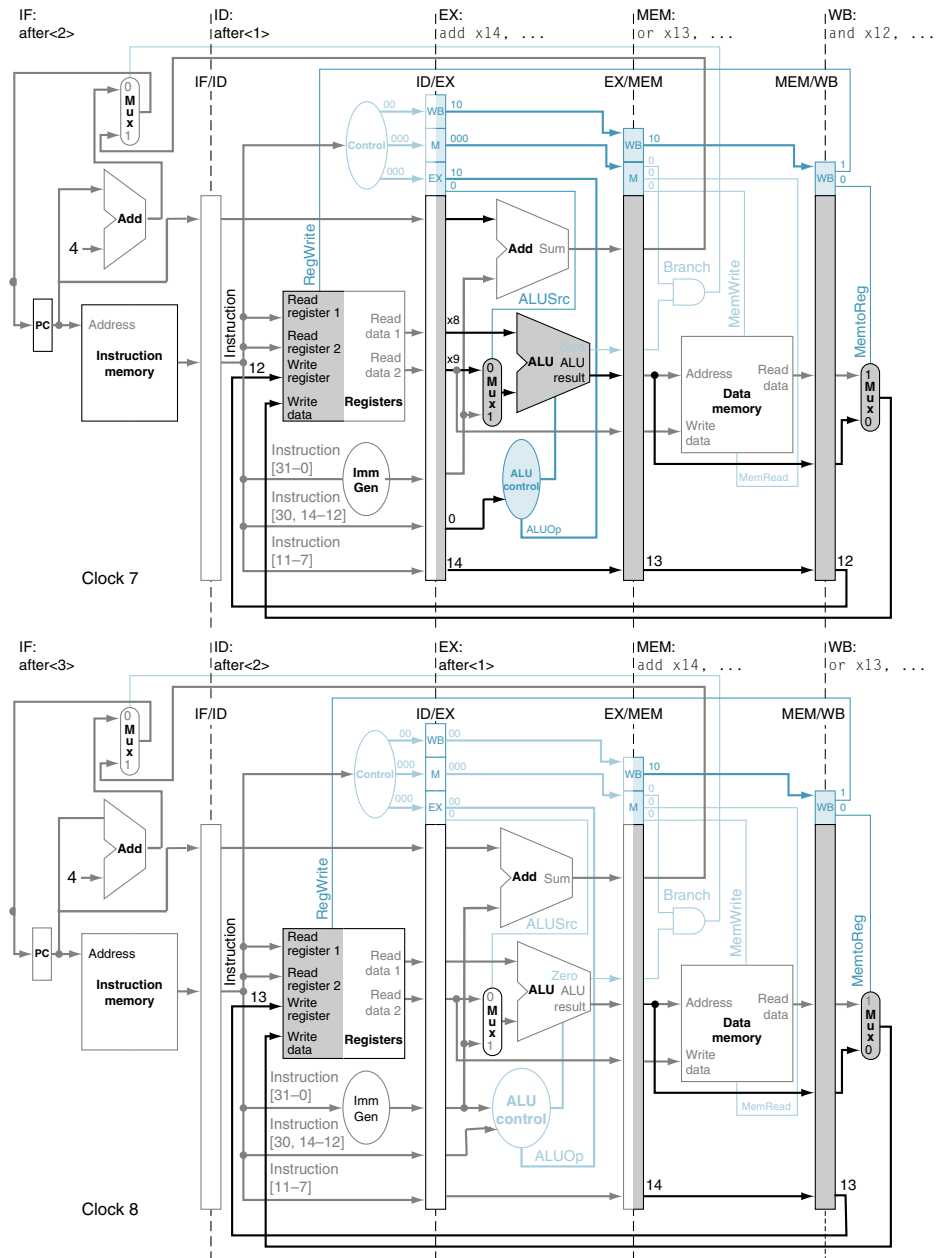 IF: after<2>
ID: after<1>
EX: add x14, ...
MEM: or x13, ...
WB: and x12, ...
IF/ID
ID/EX
EX/MEM
MEM/WB
0
M
u
x
1
Control
00
000
000
WB
M
EX
10
000
10
0
WB
M
10
0
0
0
WB
1
0
Add
4
RegWrite
Add Sum
ALUSrc
Branch
MemWrite
MemtoReg
PC
Address
Instruction memory
Instruction
Read register 1
Read register 2
Write register
Write data
Registers
Read data 1
Read data 2
12
x8
x9
0
M
u
x
1
Zero
ALU
ALU result
Address
Write data
Read data
Data memory
MemRead
1
M
u
x
0
Instruction [31–0]
Imm Gen
Instruction [30, 14–12]
Instruction [11–7]
ALU control
ALUOp
0
14
13
12
Clock 7
IF: after<3>
ID: after<2>
EX: after<1>
MEM: add x14, ...
WB: or x13, ...
IF/ID
ID/EX
EX/MEM
MEM/WB
0
M
u
x
1
Control
00
000
000
WB
M
EX
00
000
00
0
WB
M
10
0
0
0
WB
1
0
Add
4
RegWrite
Add Sum
ALUSrc
Branch
MemWrite
MemtoReg
PC
Address
Instruction memory
Instruction
Read register 1
Read register 2
Write register
Write data
Registers
Read data 1
Read data 2
13
0
M
u
x
1
Zero
ALU
ALU result
Address
Write data
Read data
Data memory
MemRead
1
M
u
x
0
Instruction [31–0]
Imm Gen
Instruction [30, 14–12]
Instruction [11–7]
ALU control
ALUOp
14
13
Clock 8